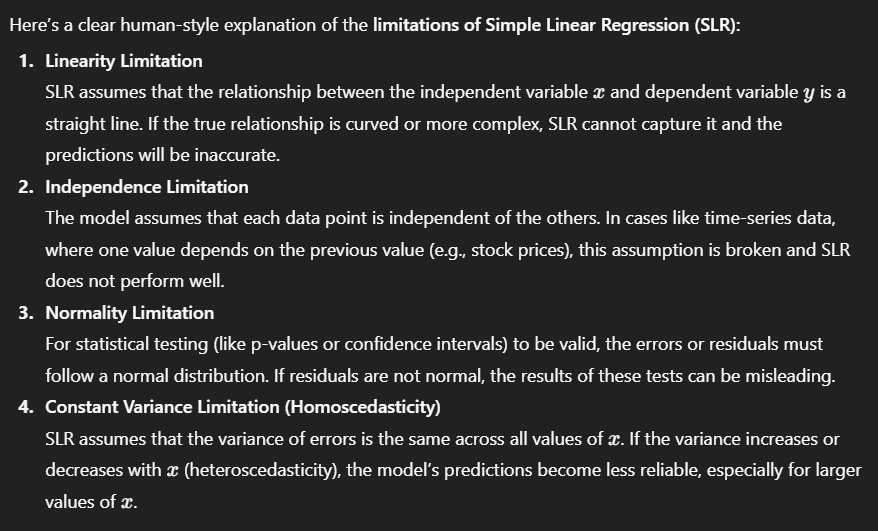 Here's a clear human-style explanation of the limitations of Simple Linear Regression (SLR):
1. Linearity Limitation
SLR assumes that the relationship between the independent variable x and dependent variable y is a
straight line. If the true relationship is curved or more complex, SLR cannot capture it and the
predictions will be inaccurate.
2. Independence Limitation
The model assumes that each data point is independent of the others. In cases like time-series data,
where one value depends on the previous value (e.g., stock prices), this assumption is broken and SLR
does not perform well.
3. Normality Limitation
For statistical testing (like p-values or confidence intervals) to be valid, the errors or residuals must
follow a normal distribution. If residuals are not normal, the results of these tests can be misleading.
4. Constant Variance Limitation (Homoscedasticity)
SLR assumes that the variance of errors is the same across all values of x. If the variance increases or
decreases with x (heteroscedasticity), the model's predictions become less reliable, especially for larger
values of x.